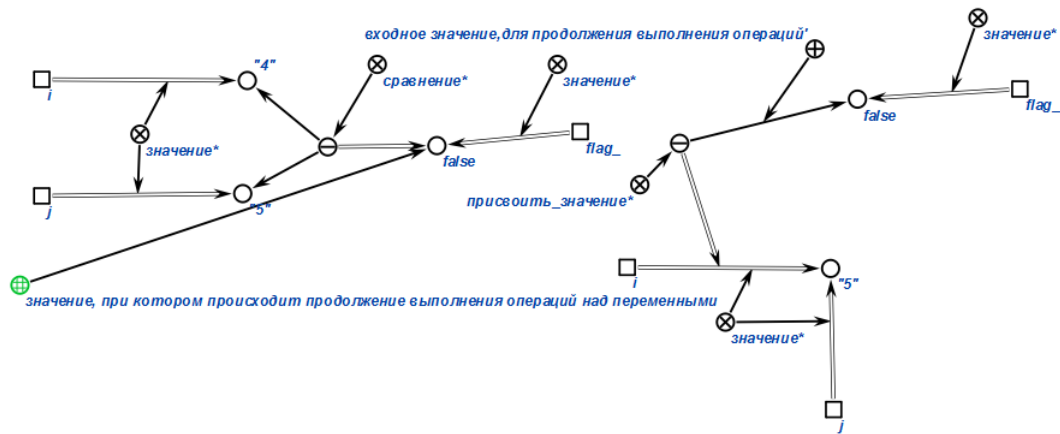 значение*
входное значение,для продолжения выполнения операций'
"4"
сравнение*
значение*
i
false
flag_
значение*
false
flag_
j
"5"
присвоить_значение*
i
"5"
значение, при котором происходит продолжение выполнения операций над переменными
значение*
j